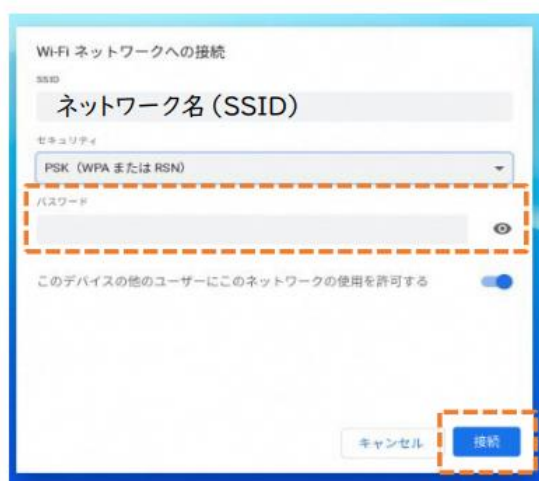 Wi-Fi ネットワークへの接続
SSID
ネットワーク名(SSID)
セキュリティ
PSK(WPA または RSN)
パスワード
このデバイスの他のユーザーにこのネットワークの使用を許可する
キャンセル
接続